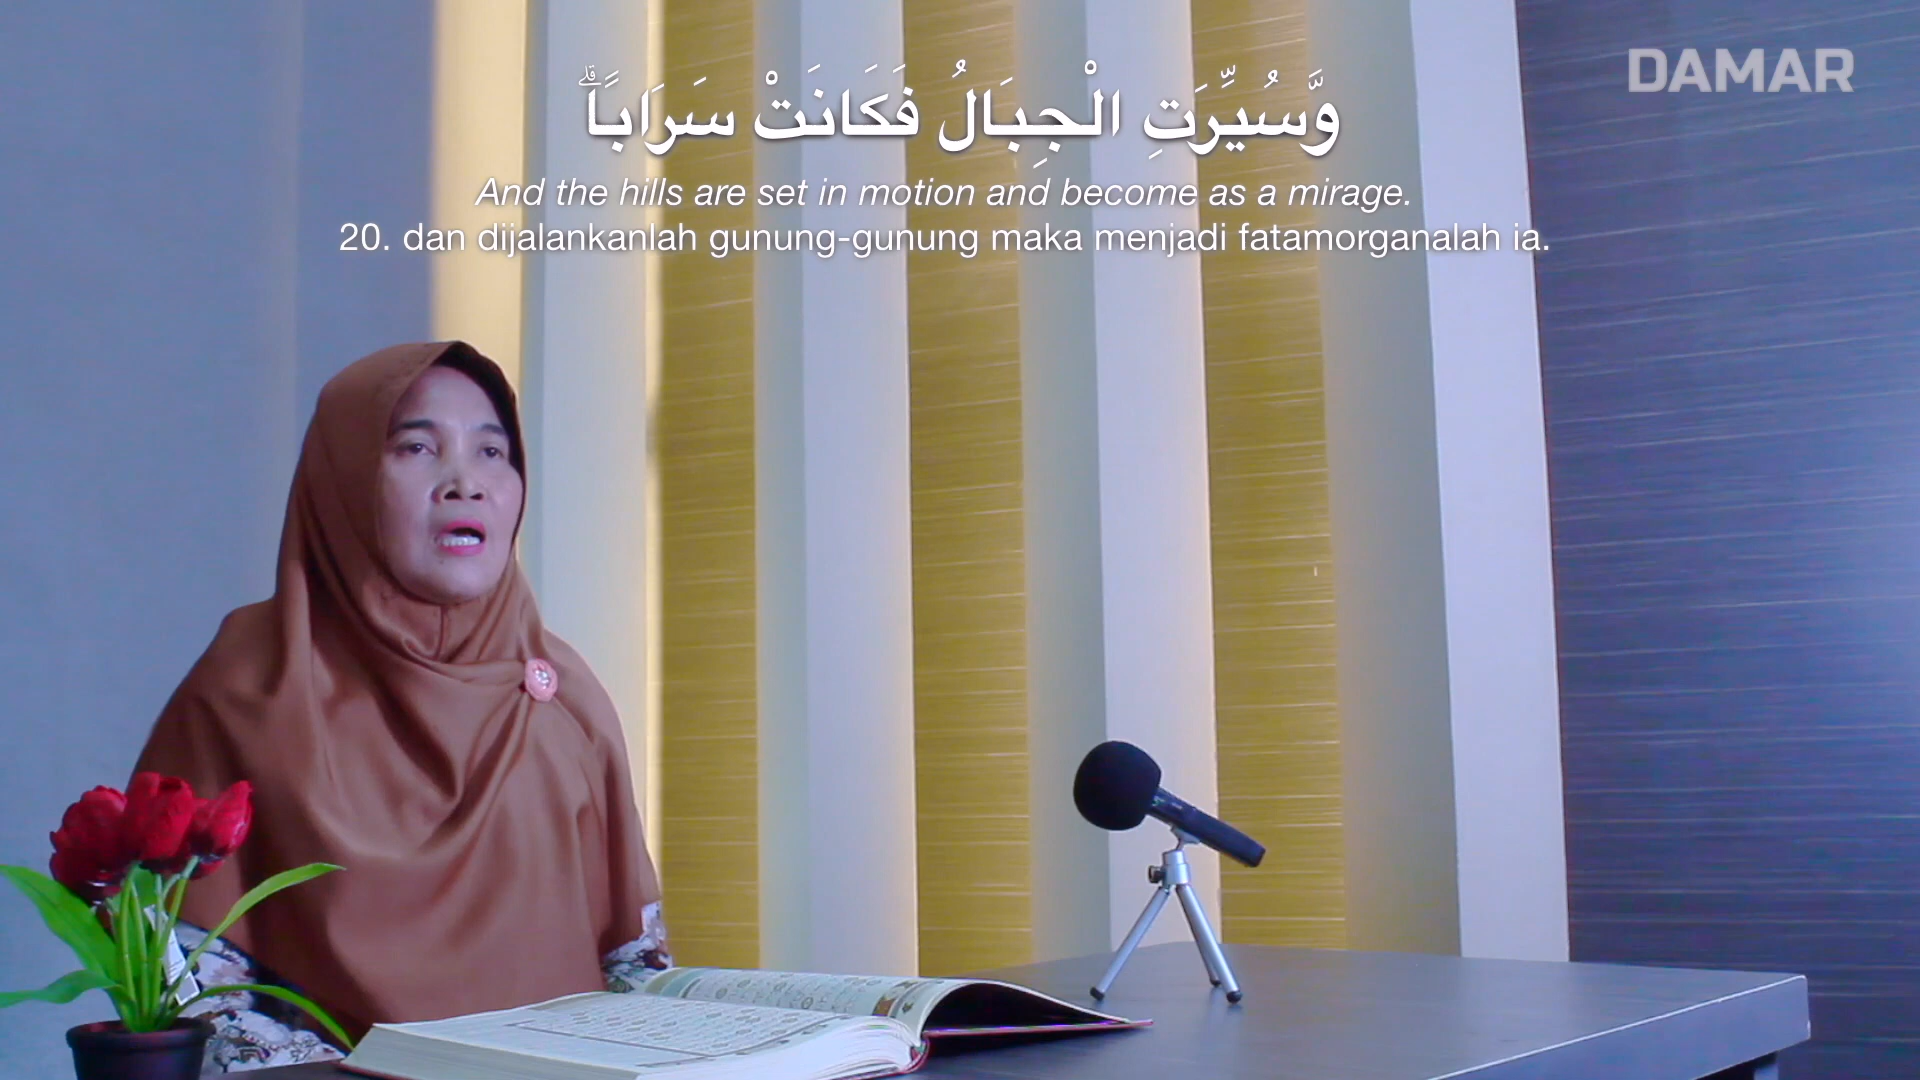 DAMAR
وَّسُيِّرَتِ الْجِبَالُ فَكَانَتْ سَرَابًاۗ
And the hills are set in motion and become as a mirage.
20. dan dijalankanlah gunung-gunung maka menjadi fatamorganalah ia.